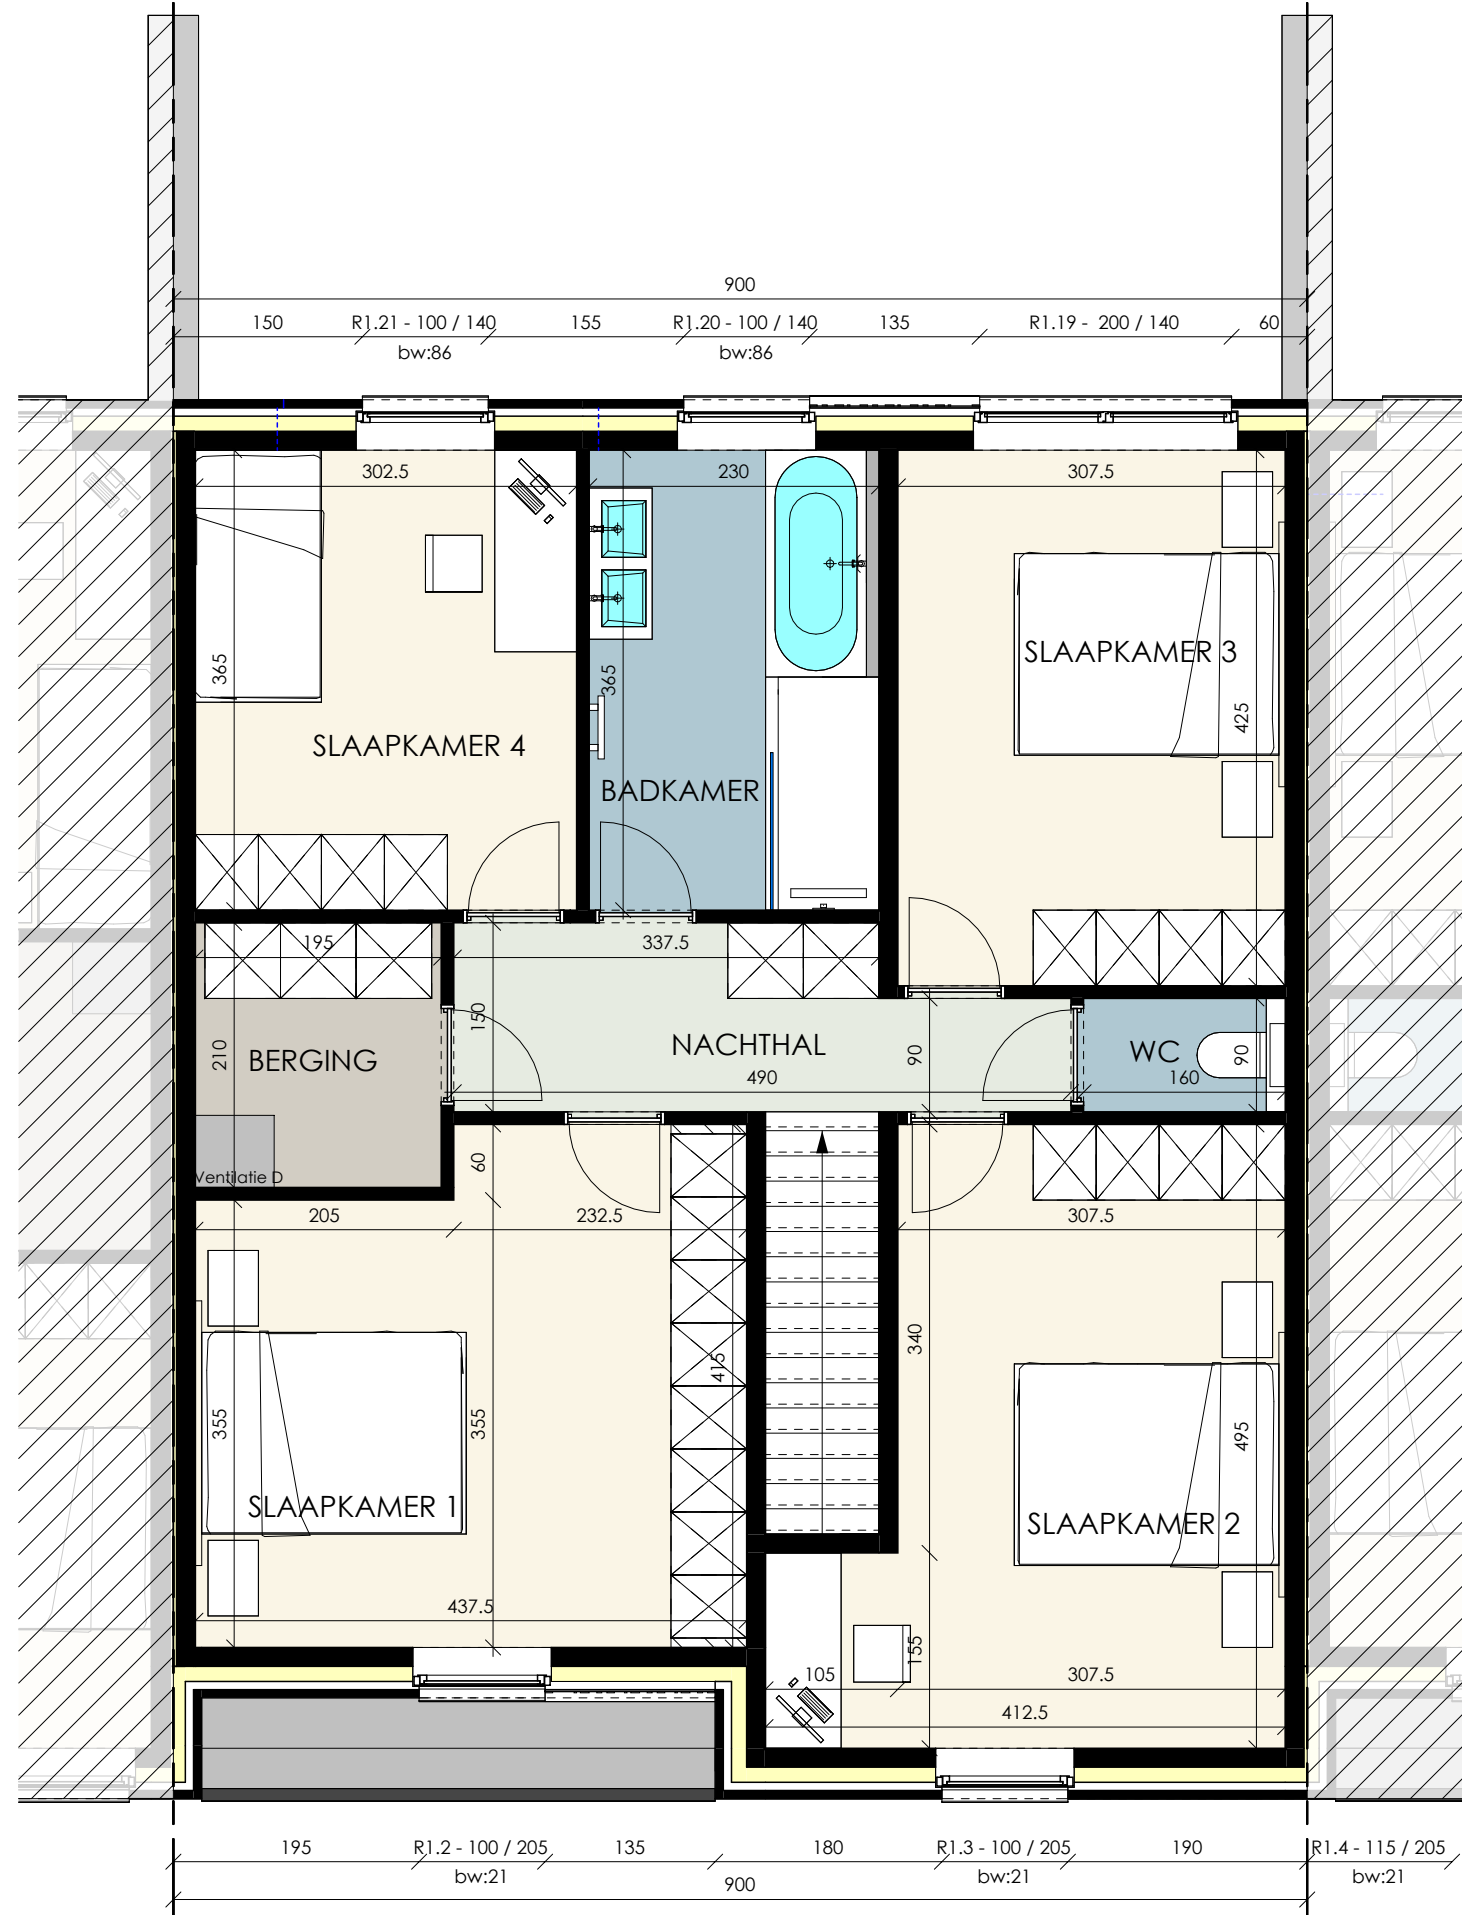 900
150
R1.21 - 100 / 140
155
R1.20 - 100 / 140
135
R1.19 - 200 / 140
60
bw:86
bw:86
302.5
230
307.5
365
365
425
SLAAPKAMER 3
SLAAPKAMER 4
BADKAMER
195
337.5
150
210
BERGING
NACHTHAL
90
WC
90
490
160
Ventilatie D
60
205
232.5
307.5
340
415
355
355
495
SLAAPKAMER 1
SLAAPKAMER 2
437.5
155
105
307.5
412.5
195
R1.2 - 100 / 205
135
180
R1.3 - 100 / 205
190
R1.4 - 115 / 205
bw:21
bw:21
bw:21
900